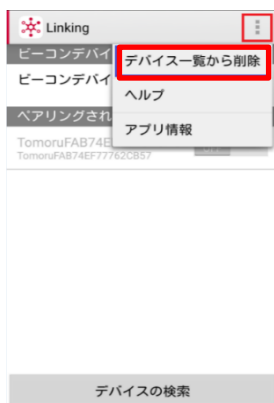 Linking
ビーコンデバイ
デバイス一覧から削除
ビーコンデバイ
ヘルプ
ペアリングされ
アプリ情報
TomoruFAB74E
TomoruFAB74EF77762CB57
デバイスの検索